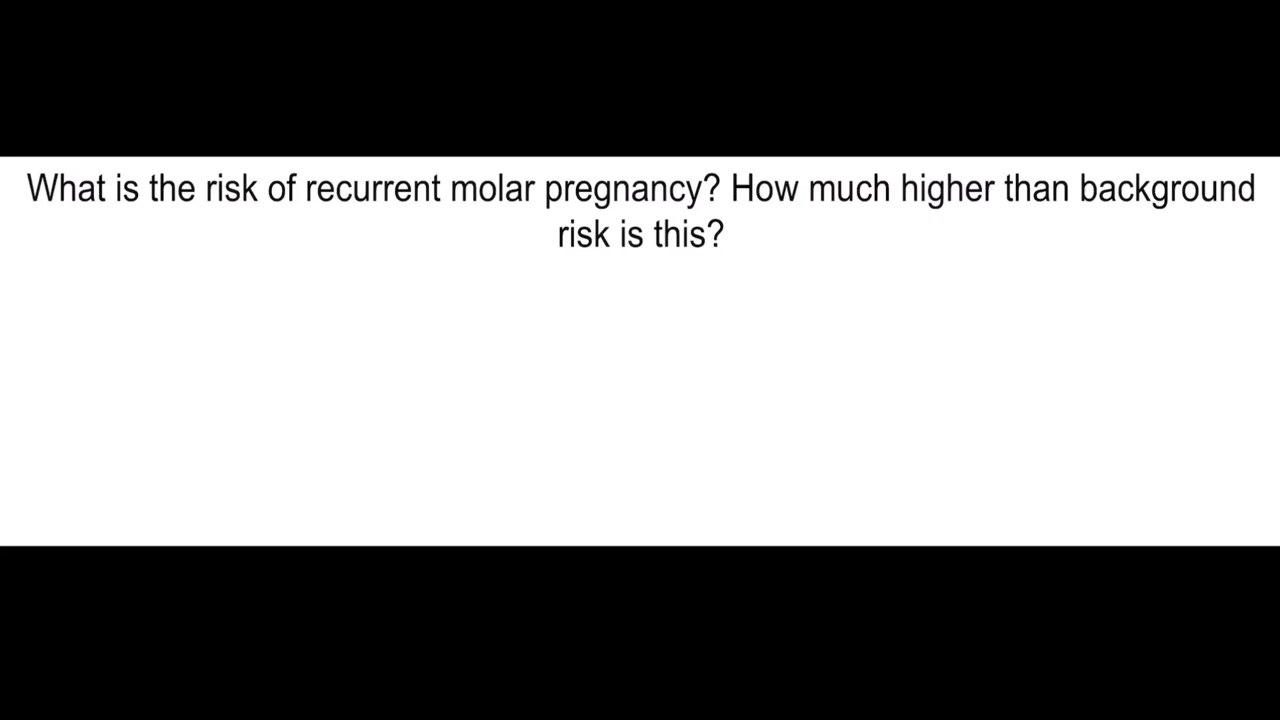 What is the risk of recurrent molar pregnancy? How much higher than background
risk is this?